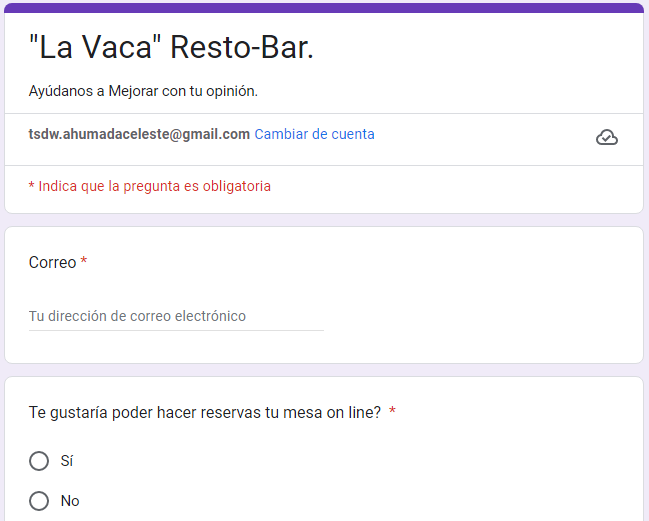 "La Vaca" Resto-Bar.
Ayúdanos a Mejorar con tu opinión.
tsdw.ahumadaceleste@gmail.com Cambiar de cuenta
* Indica que la pregunta es obligatoria
Correo *
Tu dirección de correo electrónico
Te gustaría poder hacer reservas tu mesa on line? *
Sí
No